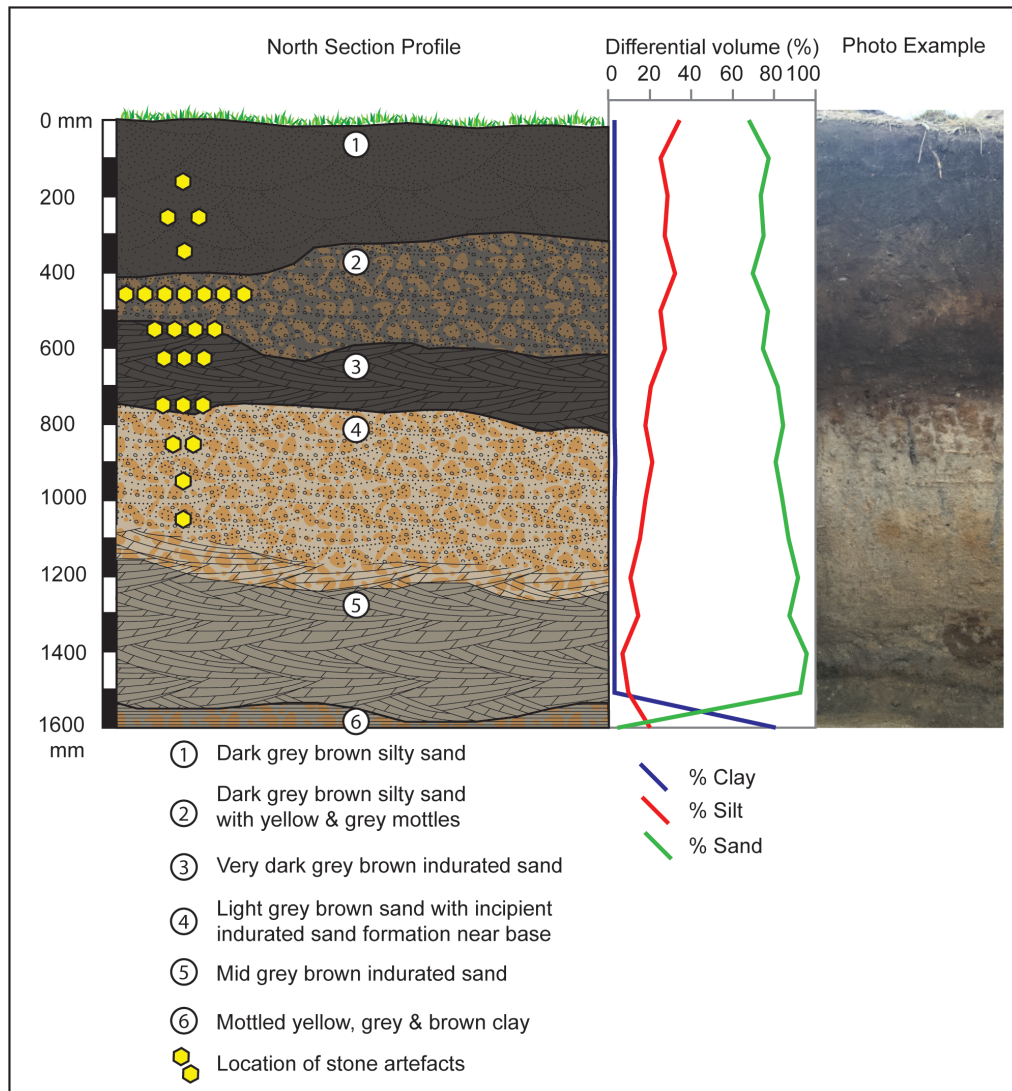 North Section Profile
Differential volume (%)
Photo Example
0 20 40 60 80 100
0 mm
200
400
600
800
1000
1200
1400
1600
mm
1
2
3
4
5
6
1 Dark grey brown silty sand
2 Dark grey brown silty sand
with yellow & grey mottles
3 Very dark grey brown indurated sand
4 Light grey brown sand with incipient
indurated sand formation near base
5 Mid grey brown indurated sand
6 Mottled yellow, grey & brown clay
Location of stone artefacts
% Clay
% Silt
% Sand